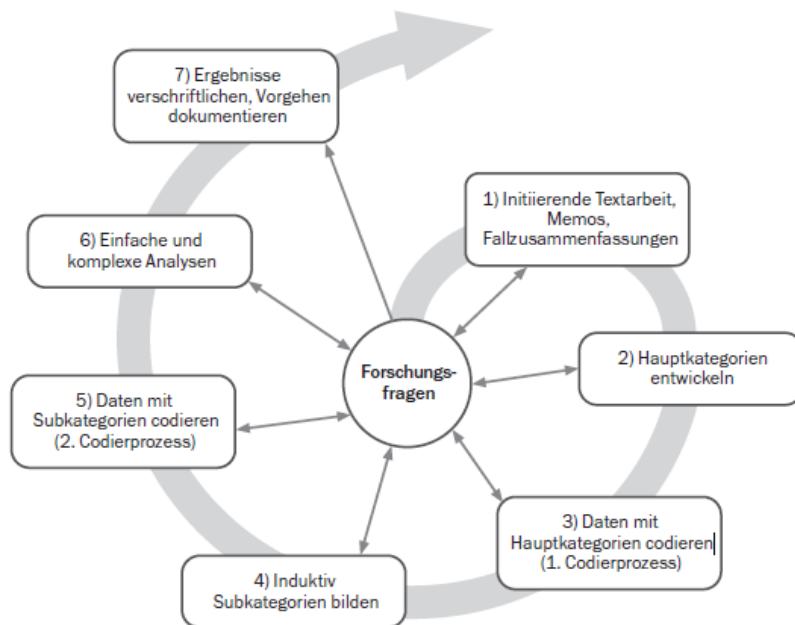 7) Ergebnisse
verschriftlichen, Vorgehen
dokumentieren
1) Initiierende Textarbeit,
Memos,
Fallzusammenfassungen
6) Einfache und
komplexe Analysen
2) Hauptkategorien
entwickeln
Forschungs-
fragen
5) Daten mit
Subkategorien codieren
(2. Codierprozess)
3) Daten mit
Hauptkategorien codieren
(1. Codierprozess)
4) Induktiv
Subkategorien bilden